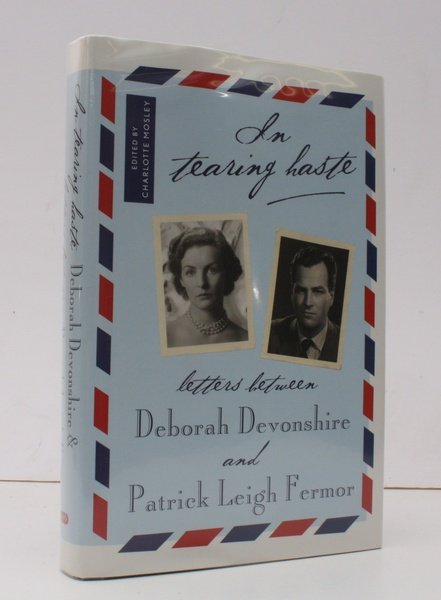 In
tearing haste
EDITED BY
CHARLOTTE MOSLEY
letters between
Deborah Devonshire
and
Patrick Leigh Fermor
In tearing haste
Deborah Devonshire &